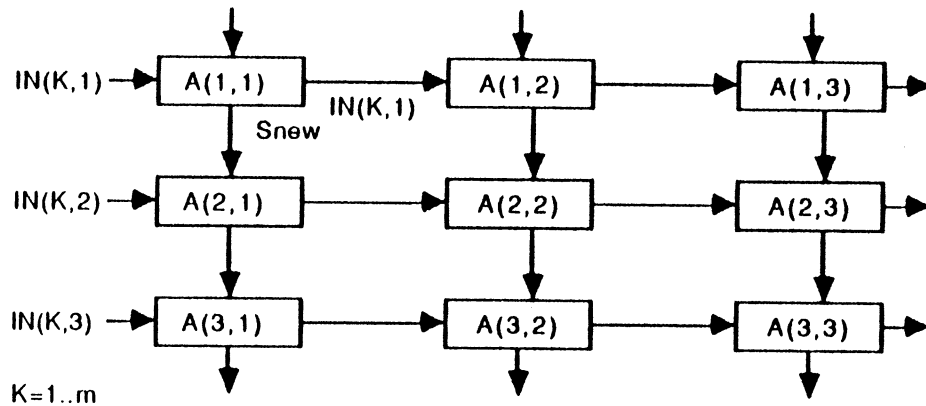 IN(K,1) A(1,1) A(1,2) A(1,3)
IN(K,1)
Snew
IN(K,2) A(2,1) A(2,2) A(2,3)
IN(K,3) A(3,1) A(3,2) A(3,3)
K=1..m